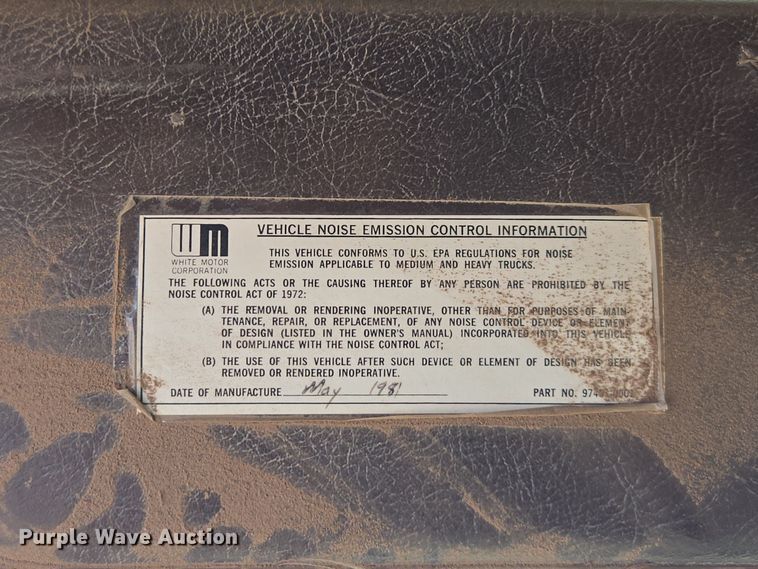 WM
WHITE MOTOR
CORPORATION
VEHICLE NOISE EMISSION CONTROL INFORMATION
THIS VEHICLE CONFORMS TO U.S. EPA REGULATIONS FOR NOISE
EMISSION APPLICABLE TO MEDIUM AND HEAVY TRUCKS.
THE FOLLOWING ACTS OR THE CAUSING THEREOF BY ANY PERSON ARE PROHIBITED BY THE
NOISE CONTROL ACT OF 1972:
(A) THE REMOVAL OR RENDERING INOPERATIVE, OTHER THAN FOR PURPOSES OF MAIN-
TENANCE, REPAIR, OR REPLACEMENT, OF ANY NOISE CONTROL DEVICE OR ELEMENT
OF DESIGN (LISTED IN THE OWNER'S MANUAL) INCORPORATED INTO THIS VEHICLE
IN COMPLIANCE WITH THE NOISE CONTROL ACT;
(B) THE USE OF THIS VEHICLE AFTER SUCH DEVICE OR ELEMENT OF DESIGN HAS BEEN
REMOVED OR RENDERED INOPERATIVE.
DATE OF MANUFACTURE May 1981 PART NO.
Purple Wave Auction